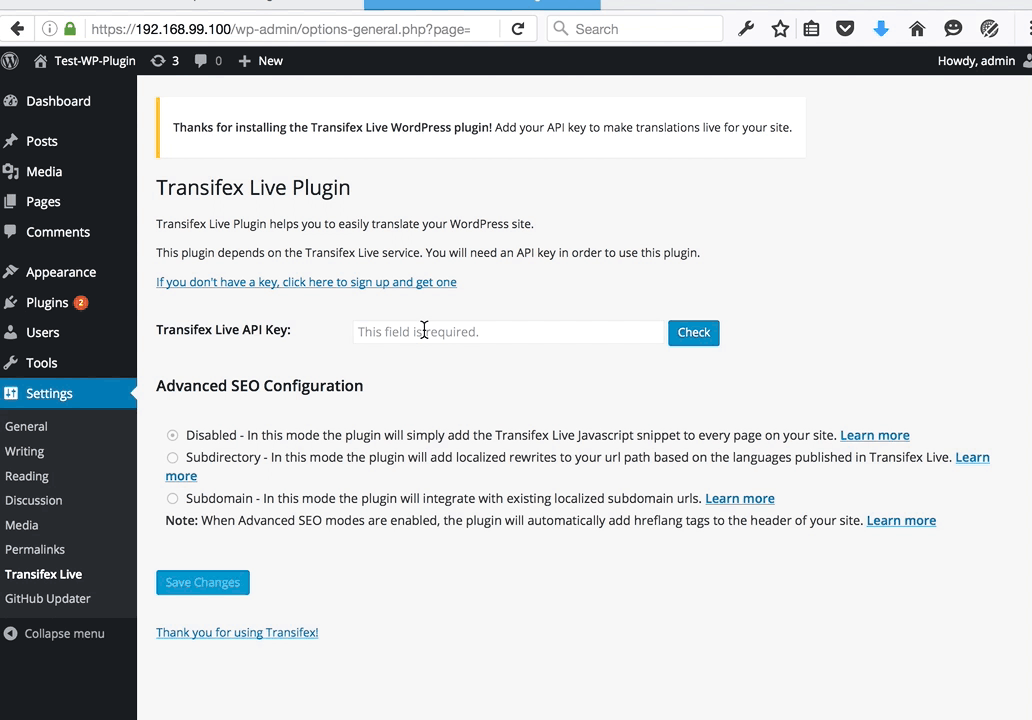 https://192.168.99.100/wp-admin/options-general.php?page=
Search
Test-WP-Plugin
3
0
New
Howdy, admin
Dashboard
Posts
Media
Pages
Comments
Appearance
Plugins 2
Users
Tools
Settings
General
Writing
Reading
Discussion
Media
Permalinks
Transifex Live
GitHub Updater
Collapse menu
Thanks for installing the Transifex Live WordPress plugin! Add your API key to make translations live for your site.
Transifex Live Plugin
Transifex Live Plugin helps you to easily translate your WordPress site.
This plugin depends on the Transifex Live service. You will need an API key in order to use this plugin.
If you don't have a key, click here to sign up and get one
Transifex Live API Key:
This field is required.
Check
Advanced SEO Configuration
Disabled - In this mode the plugin will simply add the Transifex Live Javascript snippet to every page on your site. Learn more
Subdirectory - In this mode the plugin will add localized rewrites to your url path based on the languages published in Transifex Live. Learn
more
Subdomain - In this mode the plugin will integrate with existing localized subdomain urls. Learn more
Note: When Advanced SEO modes are enabled, the plugin will automatically add hreflang tags to the header of your site. Learn more
Save Changes
Thank you for using Transifex!